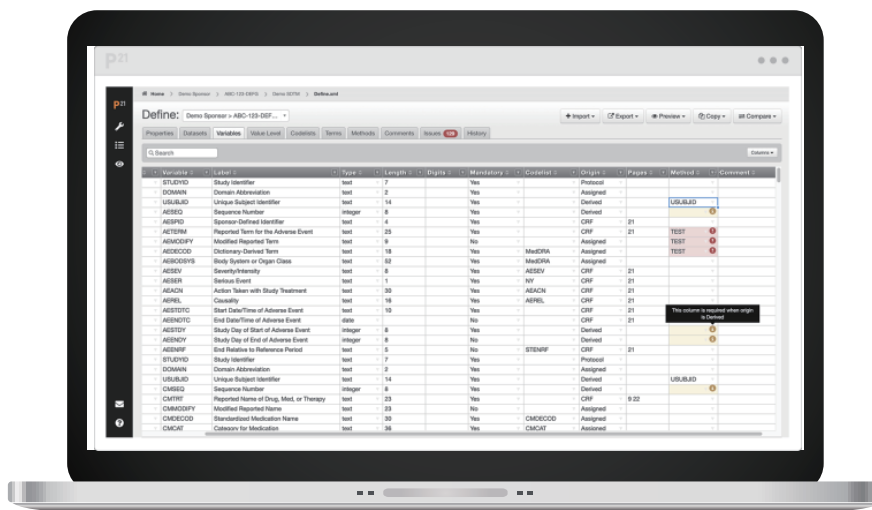 P21
P21
Home > Demo Sponsor > ABC-123-DEFG > Demo SDTM > Define.xml
Define: Demo Sponsor > ABC-123-DEF...
Import Export Preview Copy Compare
Properties Datasets Variables Value Level Codelists Terms Methods Comments Issues History
Search Columns
Variable Label Type Length Digits Mandatory Codelist Origin Pages Method Comment
STUDYID Study Identifier text 7 Yes Protocol
DOMAIN Domain Abbreviation text 2 Yes Assigned
USUBJID Unique Subject Identifier text 14 Yes Derived USUBJID
AESEQ Sequence Number integer 8 Yes Derived
AESPID Sponsor-Defined Identifier text 4 Yes CRF 21
AETERM Reported Term for the Adverse Event text 25 Yes CRF 21 TEST
AEMODIFY Modified Reported Term text 9 No Assigned TEST
AEDECOD Dictionary-Derived Term text 18 Yes MedDRA Assigned TEST
AEBODSYS Body System or Organ Class text 52 Yes MedDRA Assigned
AESEV Severity/Intensity text 8 Yes AESEV CRF 21
AESER Serious Event text 1 Yes NY CRF 21
AEACN Action Taken with Study Treatment text 30 Yes AEACN CRF 21
AEREL Causality text 16 Yes AEREL CRF 21
AESTDTC Start Date/Time of Adverse Event text 10 Yes CRF 21
AEENDTC End Date/Time of Adverse Event date No CRF 21
This column is required when origin
is Derived
AESTDY Study Day of Start of Adverse Event integer 8 Yes Derived
AEENDY Study Day of End of Adverse Event integer 8 No Derived
AEENRF End Relative to Reference Period text 5 No STENRF CRF 21
STUDYID Study Identifier text 7 Yes Protocol
DOMAIN Domain Abbreviation text 2 Yes Assigned
USUBJID Unique Subject Identifier text 14 Yes Derived USUBJID
CMSEQ Sequence Number integer 8 Yes Derived
CMTRT Reported Name of Drug, Med, or Therapy text 23 Yes CRF 9 22
CMMODIFY Modified Reported Name text 23 No Assigned
CMDECOD Standardized Medication Name text 30 Yes CMDECOD Assigned
CMCAT Category for Medication text 36 Yes CMCAT Assigned